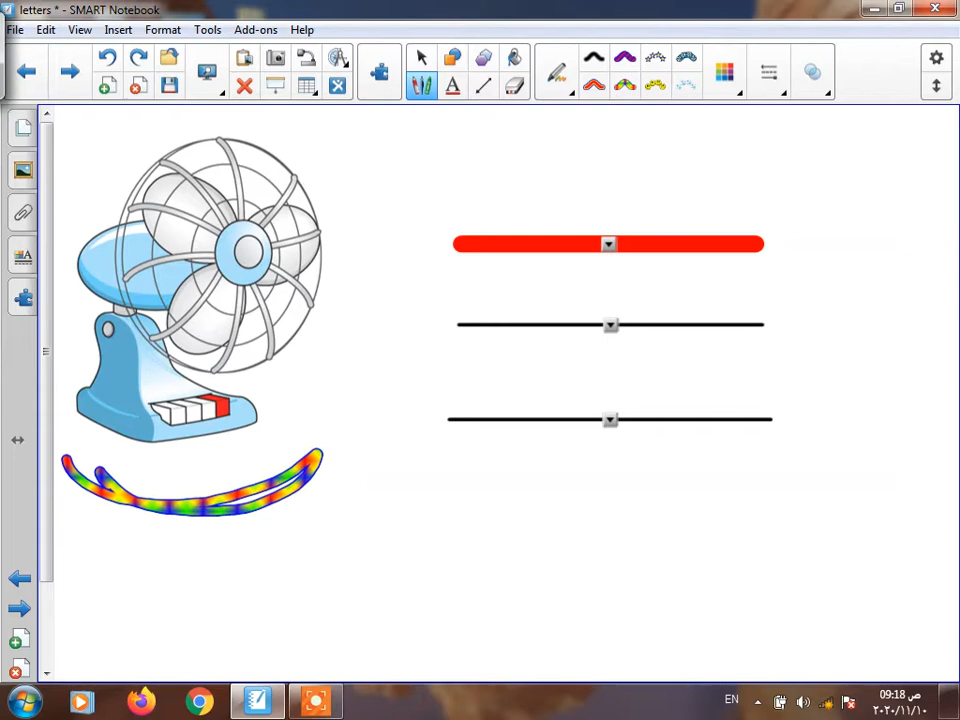 letters * - SMART Notebook
File Edit View Insert Format Tools Add-ons Help
EN
09:18 ص
٢٠٢٠/١١/١٠